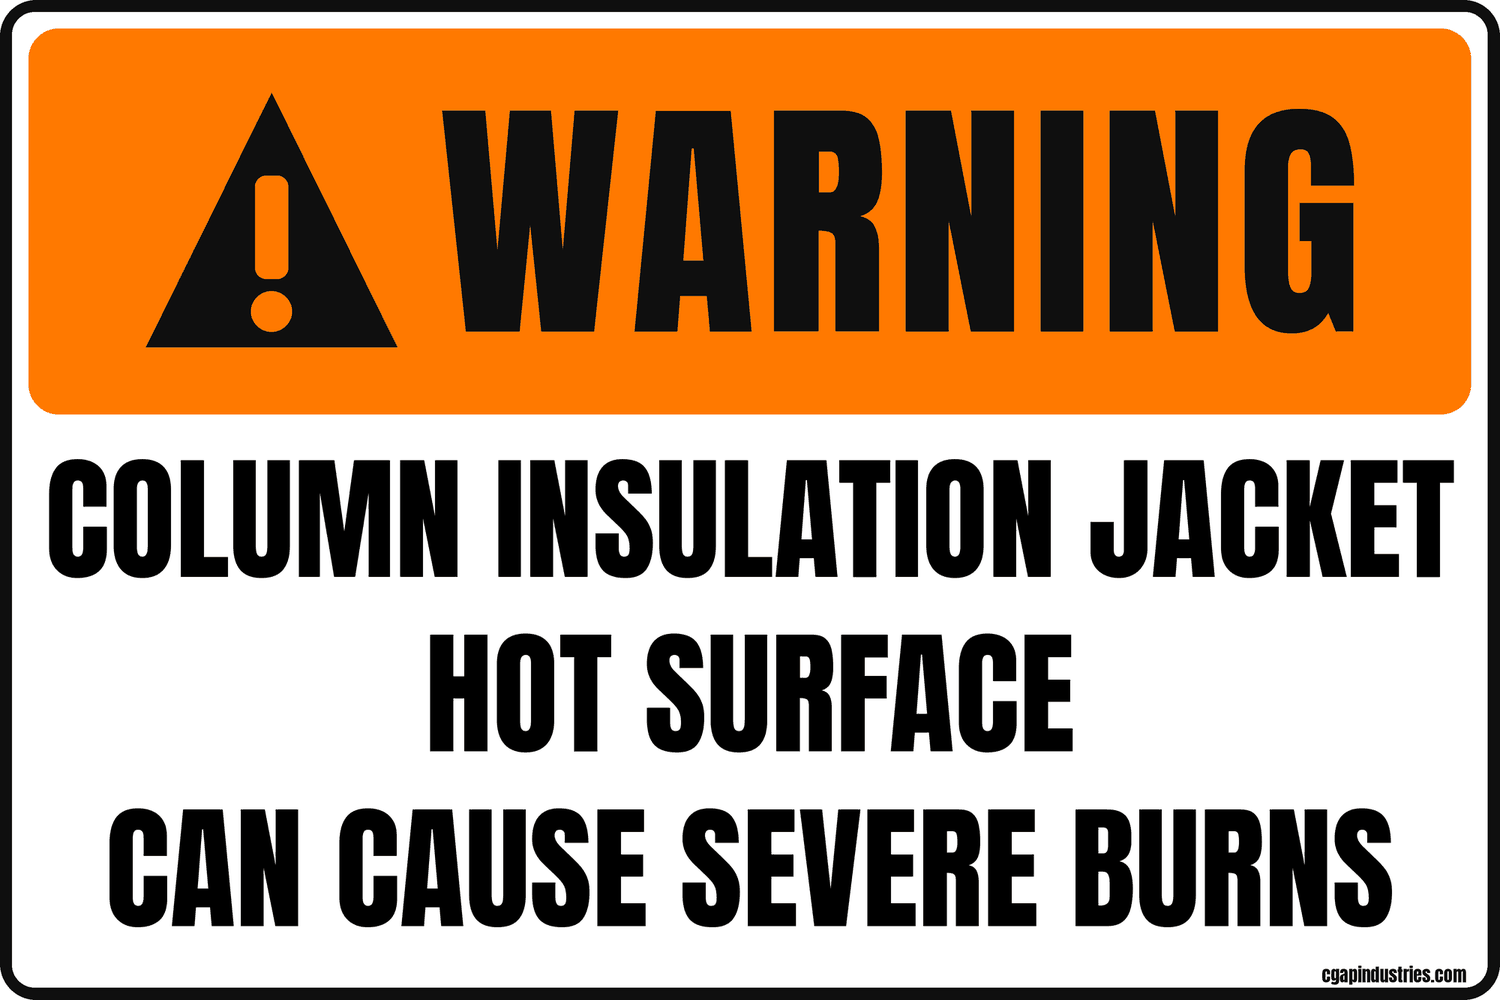 WARNING
COLUMN INSULATION JACKET
HOT SURFACE
CAN CAUSE SEVERE BURNS
cgapindustries.com